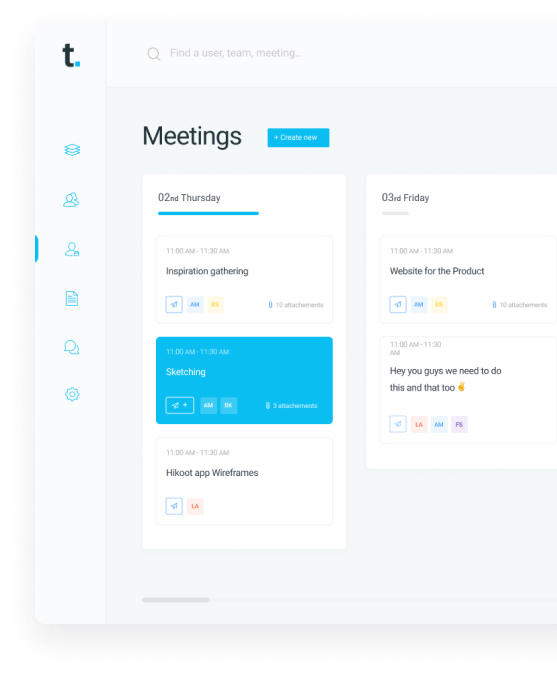 t.
Find a user, team, meeting...
Meetings
+ Create new
02nd Thursday
11:00 AM - 11:30 AM
Inspiration gathering
AM
10 attachements
11:00 AM - 11:30 AM
Sketching
+ AM BK
3 attachements
11:00 AM - 11:30 AM
Hikoot app Wireframes
LA
03rd Friday
11:00 AM - 11:30 AM
Website for the Product
AM
10 attachements
11:00 AM - 11:30
AM
Hey you guys we need to do
this and that too ✌
LA AM FS